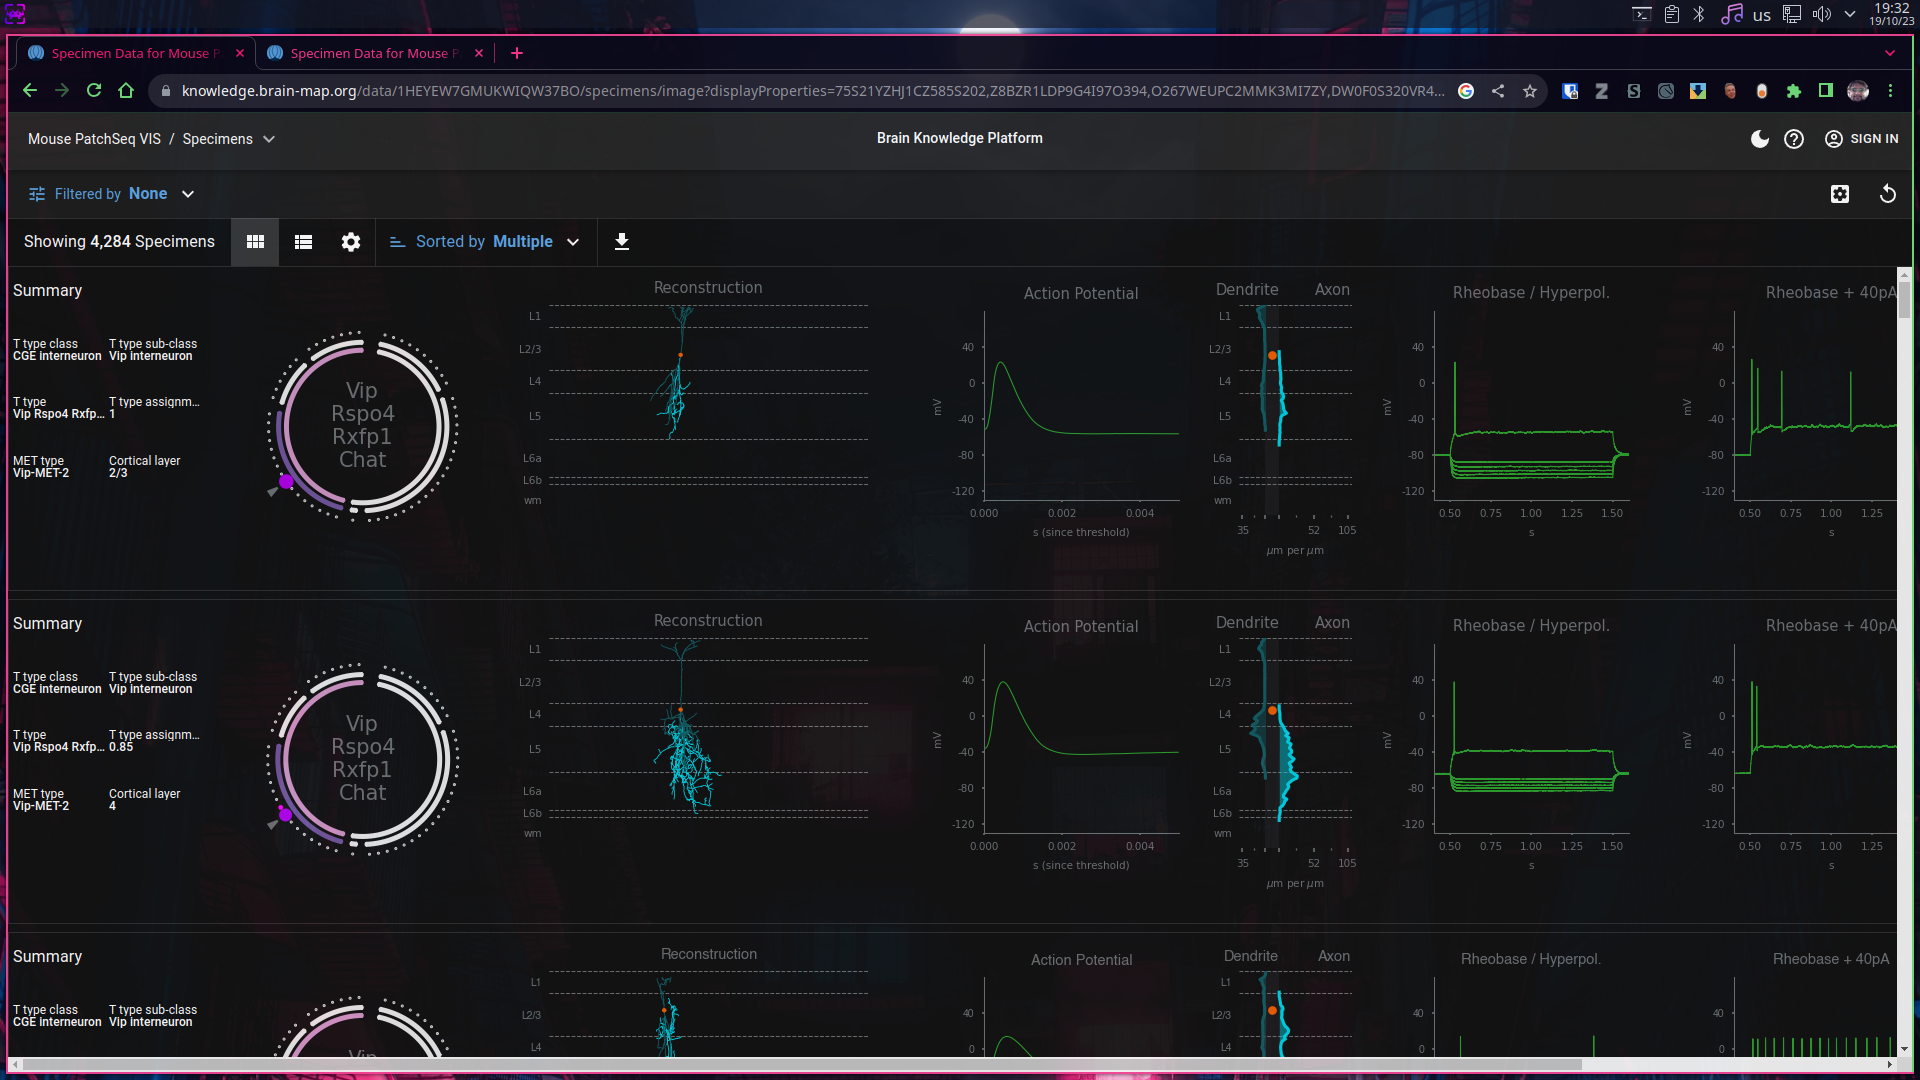 us
19:32
19/10/23
Specimen Data for Mouse P
Specimen Data for Mouse P
knowledge.brain-map.org/data/1HEYEW7GMUKWIQW37BO/specimens/image?displayProperties=75S21YZHJ1CZ585S202,Z8BZR1LDP9G4I97O394,O267WEUPC2MMK3MI7ZY,DW0F0S320VR4...
Mouse PatchSeq VIS / Specimens
Brain Knowledge Platform
SIGN IN
Filtered by None
Showing 4,284 Specimens
Sorted by Multiple
Summary
T type class
CGE interneuron
T type sub-class
Vip interneuron
T type
Vip Rspo4 Rxfp...
T type assignm...
1
MET type
Vip-MET-2
Cortical layer
2/3
Vip
Rspo4
Rxfp1
Chat
Reconstruction
L1
L2/3
L4
L5
L6a
L6b
wm
Action Potential
mV
40
0
-40
-80
-120
0.000 0.002 0.004
s (since threshold)
Dendrite Axon
L1
L2/3
L4
L5
L6a
L6b
wm
35 52 105
μm per μm
Rheobase / Hyperpol.
mV
40
0
-40
-80
-120
0.50 0.75 1.00 1.25 1.50
s
Rheobase + 40pA
mV
40
0
-40
-80
-120
0.50 0.75 1.00 1.25
s
Summary
T type class
CGE interneuron
T type sub-class
Vip interneuron
T type
Vip Rspo4 Rxfp...
T type assignm...
0.85
MET type
Vip-MET-2
Cortical layer
4
Vip
Rspo4
Rxfp1
Chat
Reconstruction
L1
L2/3
L4
L5
L6a
L6b
wm
Action Potential
mV
40
0
-40
-80
-120
0.000 0.002 0.004
s (since threshold)
Dendrite Axon
L1
L2/3
L4
L5
L6a
L6b
wm
35 52 105
μm per μm
Rheobase / Hyperpol.
mV
40
0
-40
-80
-120
0.50 0.75 1.00 1.25 1.50
s
Rheobase + 40pA
mV
40
0
-40
-80
-120
0.50 0.75 1.00 1.25
s
Summary
T type class
CGE interneuron
T type sub-class
Vip interneuron
Vip
Reconstruction
L1
L2/3
L4
Action Potential
40
0
Dendrite Axon
L1
L2/3
L4
Rheobase / Hyperpol.
40
0
Rheobase + 40pA
40
0